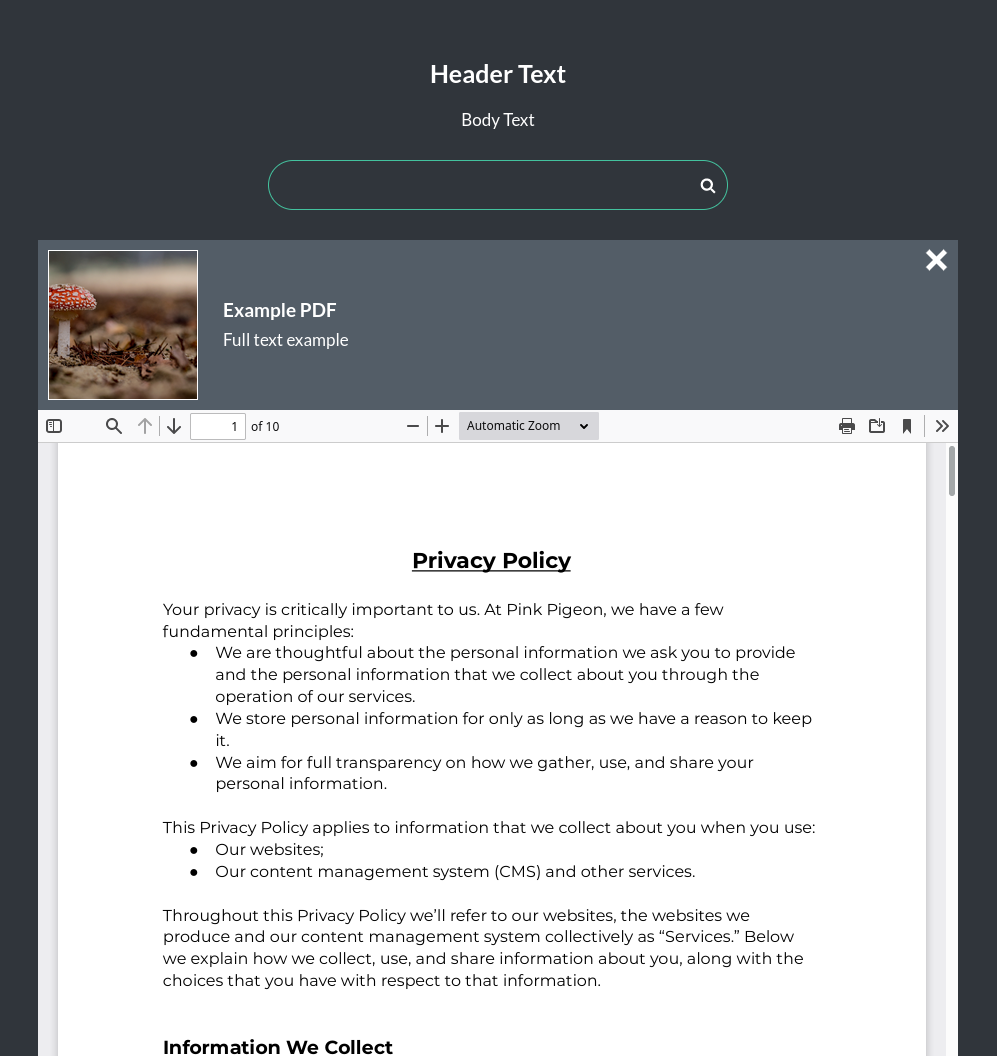 Header Text
Body Text
Example PDF
Full text example
1 of 10 Automatic Zoom
Privacy Policy
Your privacy is critically important to us. At Pink Pigeon, we have a few
fundamental principles:
● We are thoughtful about the personal information we ask you to provide
and the personal information that we collect about you through the
operation of our services.
● We store personal information for only as long as we have a reason to keep
it.
● We aim for full transparency on how we gather, use, and share your
personal information.
This Privacy Policy applies to information that we collect about you when you use:
● Our websites;
● Our content management system (CMS) and other services.
Throughout this Privacy Policy we’ll refer to our websites, the websites we
produce and our content management system collectively as “Services.” Below
we explain how we collect, use, and share information about you, along with the
choices that you have with respect to that information.
Information We Collect